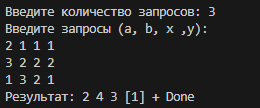 Введите количество запросов: 3
Введите запросы (a, b, x ,y):
2 1 1 1
3 2 2 2
1 3 2 1
Результат: 2 4 3 [1] + Done